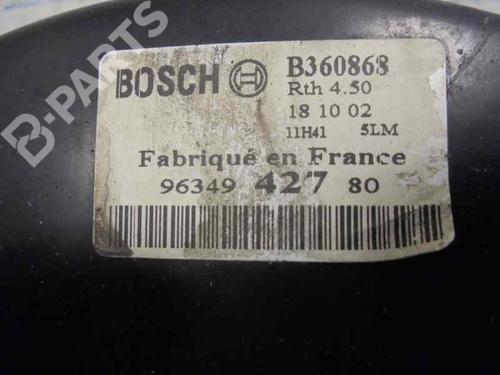 BOSCH B360868
Rth 4.50
18 10 02
11H41 5LM
Fabriqué en France
96349 427 80
B PARTS